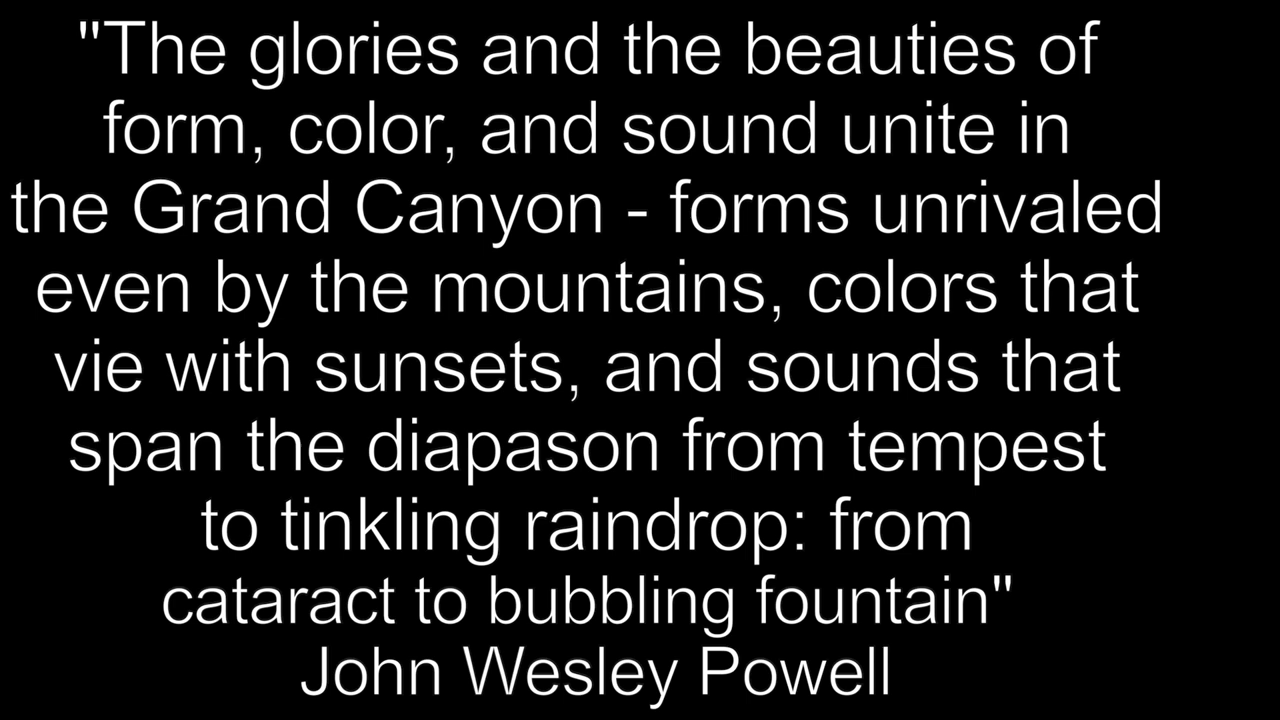 "The glories and the beauties of
form, color, and sound unite in
the Grand Canyon - forms unrivaled
even by the mountains, colors that
vie with sunsets, and sounds that
span the diapason from tempest
to tinkling raindrop: from
cataract to bubbling fountain"
John Wesley Powell